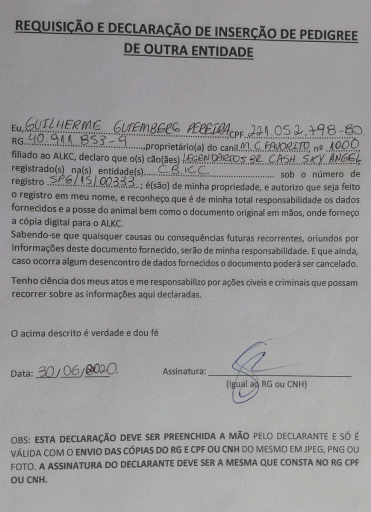 REQUISIÇÃO E DECLARAÇÃO DE INSERÇÃO DE PEDIGREE
DE OUTRA ENTIDADE
Eu, GUILHERME GUTEMBERG PEREIRA, CPF 221 052 798-80
RG 40 911 853-9, proprietário(a) do canil M.C FAVORITO, nº 1000
filiado ao ALKC, declaro que o(s) cão(ães) LEGENDARIOS BR CASH SKY ANGEL
registrado(s) na(s) entidade(s) CBKC sob o número de
registro SPG/15/00333; é(são) de minha propriedade, e autorizo que seja feito
o registro em meu nome, e reconheço que é de minha total responsabilidade os dados
fornecidos e a posse do animal bem como o documento original em mãos, onde forneço
a cópia digital para o ALKC.
Sabendo-se que quaisquer causas ou consequências futuras recorrentes, oriundos por
informações deste documento fornecido, serão de minha responsabilidade. E que ainda,
caso ocorra algum desencontro de dados fornecidos o documento poderá ser cancelado.
Tenho ciência dos meus atos e me responsabilizo por ações cíveis e criminais que possam
recorrer sobre as informações aqui declaradas.
O acima descrito é verdade e dou fé
Data: 30/06/2020. Assinatura:
(Igual ao RG ou CNH)
OBS: ESTA DECLARAÇÃO DEVE SER PREENCHIDA A MÃO PELO DECLARANTE E SÓ É
VÁLIDA COM O ENVIO DAS CÓPIAS DO RG E CPF OU CNH DO MESMO EM JPEG, PNG OU
FOTO. A ASSINATURA DO DECLARANTE DEVE SER A MESMA QUE CONSTA NO RG CPF
OU CNH.